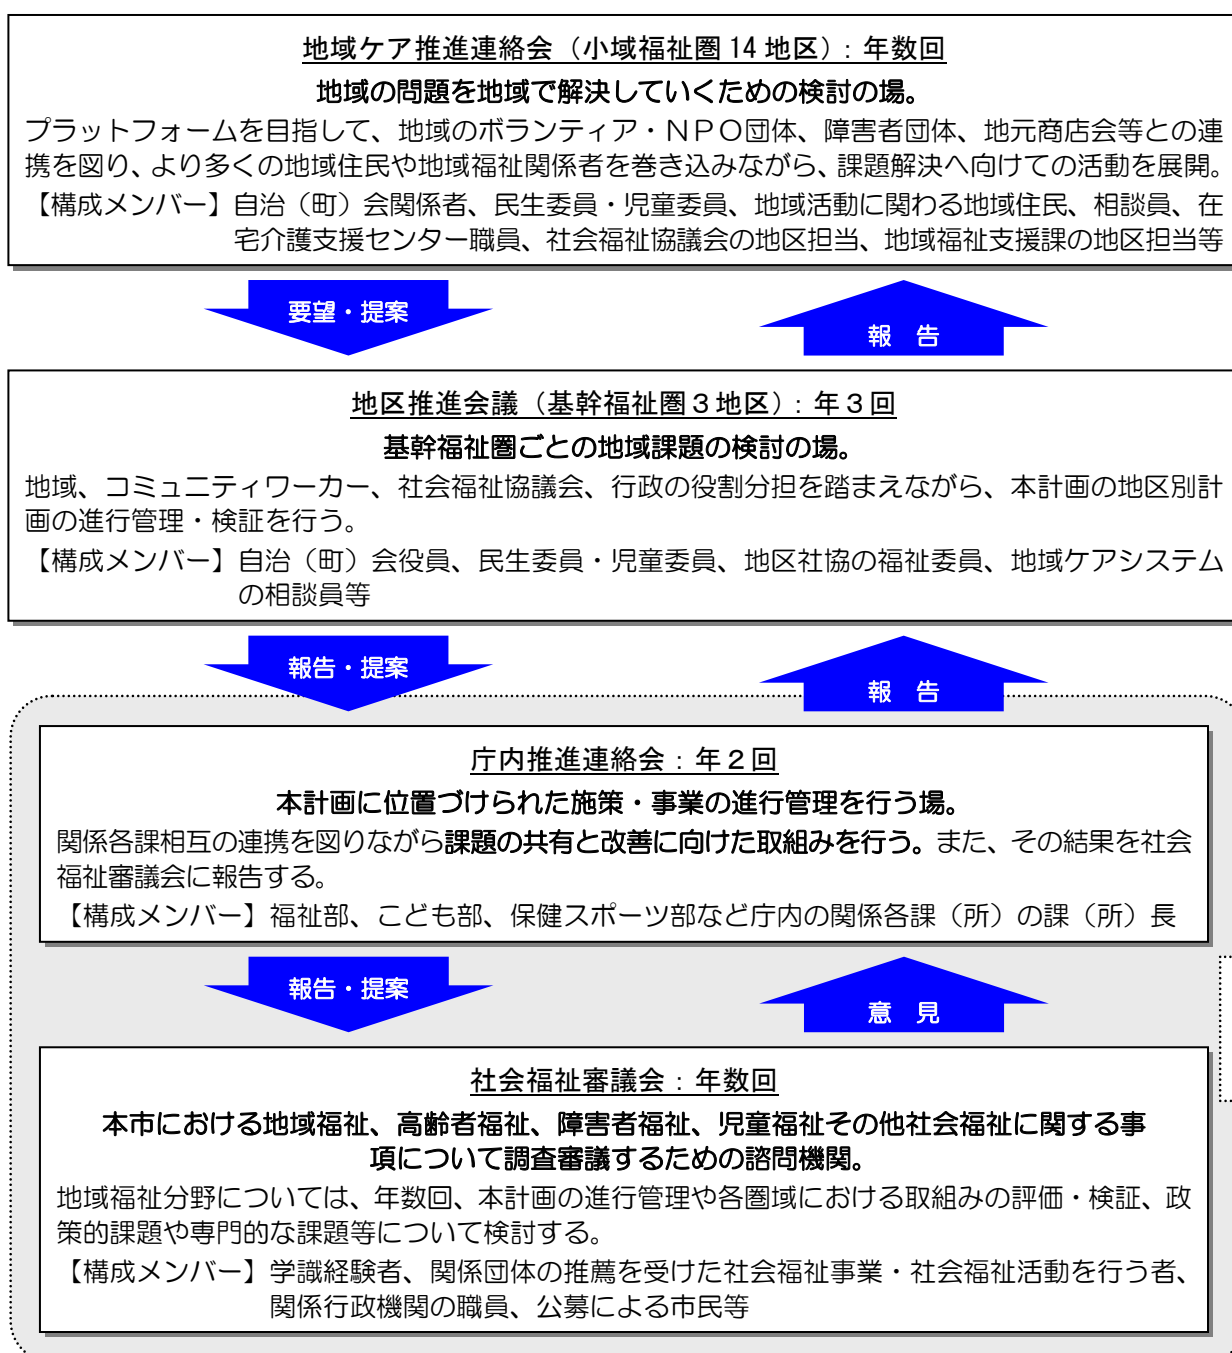 地域ケア推進連絡会（小域福祉圏14地区）：年数回
地域の問題を地域で解決していくための検討の場。
プラットフォームを目指して、地域のボランティア・ＮＰＯ団体、障害者団体、地元商店会等との連
携を図り、より多くの地域住民や地域福祉関係者を巻き込みながら、課題解決へ向けての活動を展開。
【構成メンバー】自治（町）会関係者、民生委員・児童委員、地域活動に関わる地域住民、相談員、在
宅介護支援センター職員、社会福祉協議会の地区担当、地域福祉支援課の地区担当等
要望・提案
報　告
地区推進会議（基幹福祉圏３地区）：年３回
基幹福祉圏ごとの地域課題の検討の場。
地域、コミュニティワーカー、社会福祉協議会、行政の役割分担を踏まえながら、本計画の地区別計
画の進行管理・検証を行う。
【構成メンバー】自治（町）会役員、民生委員・児童委員、地区社協の福祉委員、地域ケアシステム
の相談員等
報告・提案
報　告
庁内推進連絡会：年２回
本計画に位置づけられた施策・事業の進行管理を行う場。
関係各課相互の連携を図りながら課題の共有と改善に向けた取組みを行う。また、その結果を社会
福祉審議会に報告する。
【構成メンバー】福祉部、こども部、保健スポーツ部など庁内の関係各課（所）の課（所）長
報告・提案
意　見
社会福祉審議会：年数回
本市における地域福祉、高齢者福祉、障害者福祉、児童福祉その他社会福祉に関する事
項について調査審議するための諮問機関。
地域福祉分野については、年数回、本計画の進行管理や各圏域における取組みの評価・検証、政
策的課題や専門的な課題等について検討する。
【構成メンバー】学識経験者、関係団体の推薦を受けた社会福祉事業・社会福祉活動を行う者、
関係行政機関の職員、公募による市民等